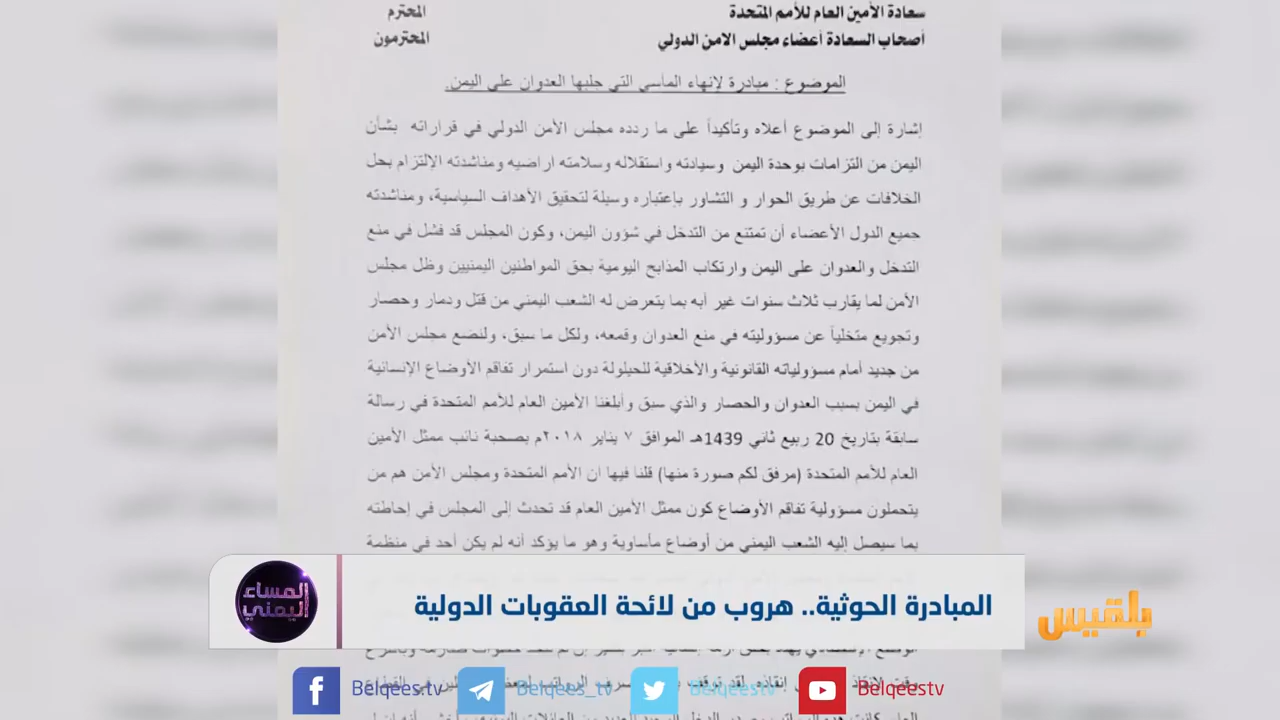 سعادة الأمين العام للأمم المتحدة المحترم
أصحاب السعادة أعضاء مجلس الامن الدولي المحترمون
الموضوع : مبادرة لإنهاء المأسي التي جلبها العدوان على اليمن.
إشارة إلى الموضوع أعلاه وتأكيداً على ما ردده مجلس الأمن الدولي في قراراته بشأن
اليمن من التزامات بوحدة اليمن وسيادته واستقلاله وسلامته اراضيه ومناشدته الإلتزام بحل
الخلافات عن طريق الحوار و التشاور بإعتباره وسيلة لتحقيق الأهداف السياسية، ومناشدته
جميع الدول الأعضاء أن تمتنع من التدخل في شؤون اليمن، وكون المجلس قد فشل في منع
التدخل والعدوان على اليمن وارتكاب المذابح اليومية بحق المواطنين اليمنيين وظل مجلس
الأمن لما يقارب ثلاث سنوات غير آبه بما يتعرض له الشعب اليمني من قتل ودمار وحصار
وتجويع متخلياً عن مسؤوليته في منع العدوان وقمعه، ولكل ما سبق، ولنضع مجلس الأمن
من جديد أمام مسؤولياته القانونية والأخلاقية للحيلولة دون استمرار تفاقم الأوضاع الإنسانية
في اليمن بسبب العدوان والحصار والذي سبق وأبلغنا الأمين العام للأمم المتحدة في رسالة
سابقة بتاريخ 20 ربيع ثاني 1439هـ الموافق ٧ يناير ٢٠١٨م بصحبة نائب ممثل الأمين
العام للأمم المتحدة (مرفق لكم صورة منها) قلنا فيها ان الأمم المتحدة ومجلس الأمن هم من
يتحملون مسؤولية تفاقم الأوضاع كون ممثل الأمين العام قد تحدث إلى المجلس في إحاطته
بما سيصل إليه الشعب اليمني من أوضاع مأساوية وهو ما يؤكد أنه لم يكن أحد في منظمة
المساء اليمني
المبادرة الحوثية.. هروب من لائحة العقوبات الدولية
بلقيس
Belqees.tv
Belqees_tv
Belqeestv
Belqeestv